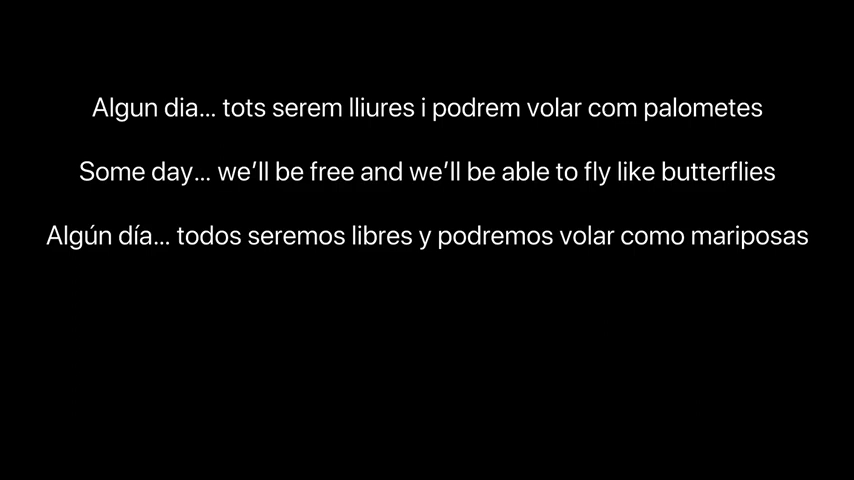 Algun dia... tots serem lliures i podrem volar com palometes
Some day... we’ll be free and we’ll be able to fly like butterflies
Algún día... todos seremos libres y podremos volar como mariposas